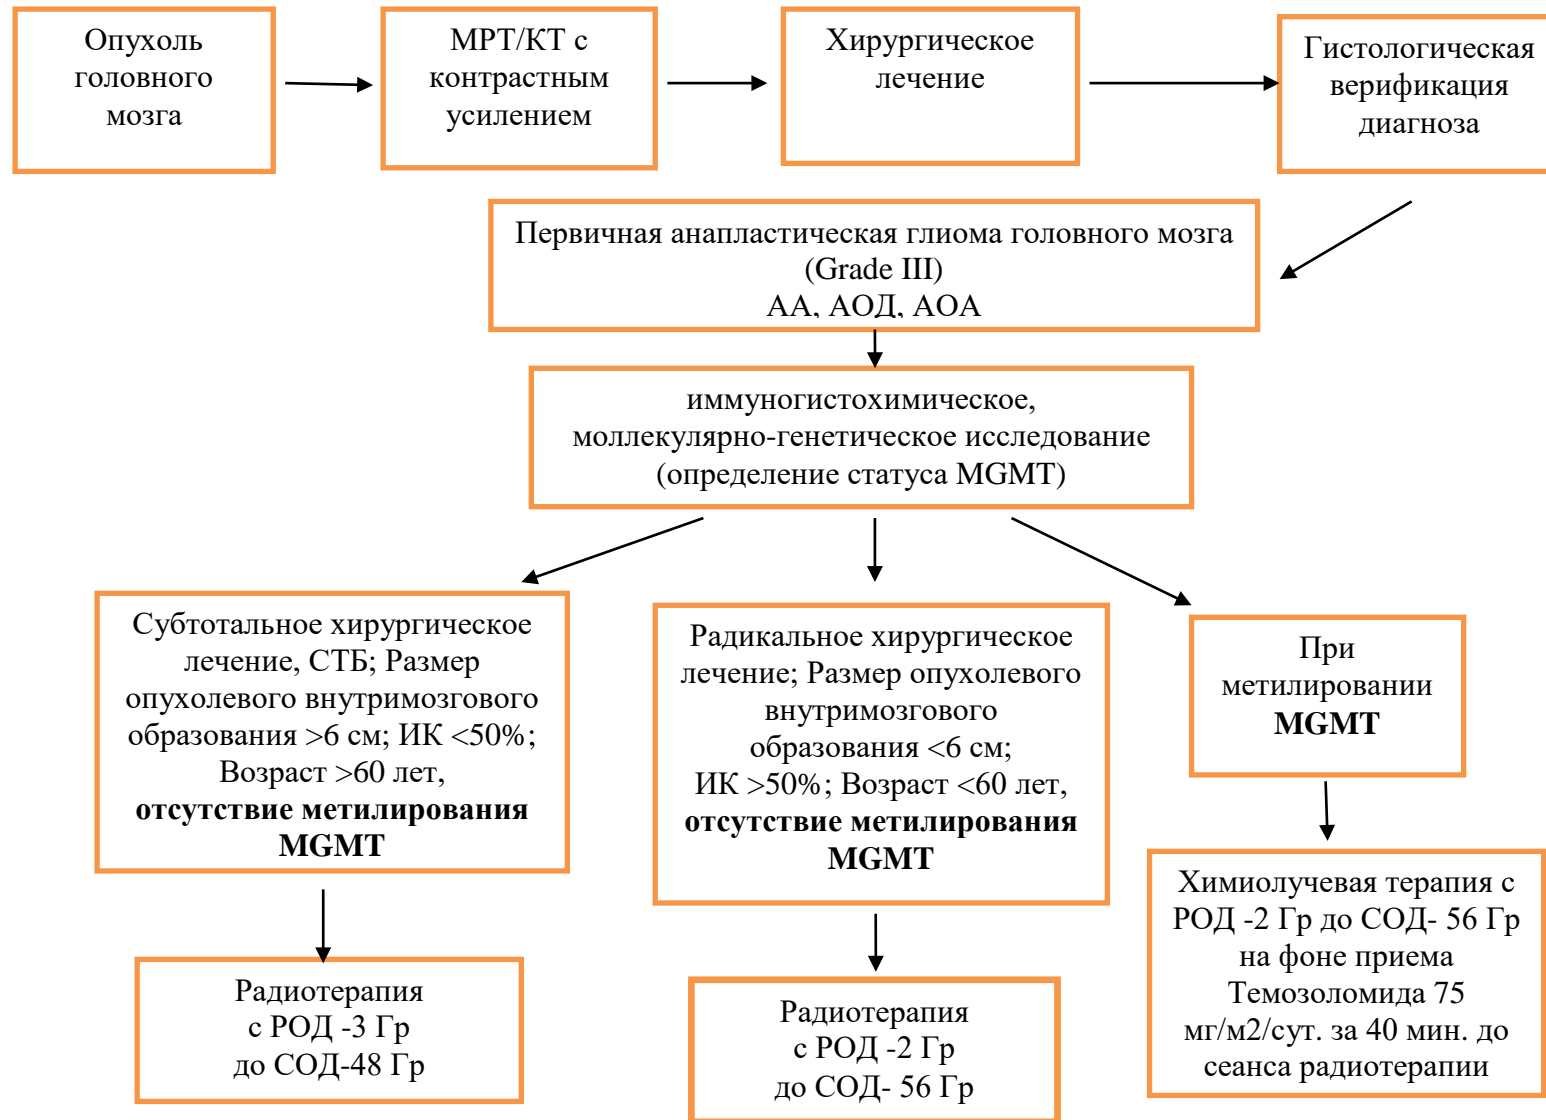 Опухоль
головного
мозга
МРТ/КТ с
контрастным
усилением
Хирургическое
лечение
Гистологическая
верификация
диагноза
Первичная анапластическая глиома головного мозга
(Grade III)
АА, АОД, АОА
иммуногистохимическое,
моллекулярно-генетическое исследование
(определение статуса MGMT)
Субтотальное хирургическое
лечение, СТБ; Размер
опухолевого внутримозгового
образования >6 см; ИК <50%;
Возраст >60 лет,
отсутствие метилирования
MGMT
Радикальное хирургическое
лечение; Размер опухолевого
внутримозгового
образования <6 см;
ИК >50%; Возраст <60 лет,
отсутствие метилирования
MGMT
При
метилировании
MGMT
Радиотерапия
с РОД -3 Гр
до СОД-48 Гр
Радиотерапия
с РОД -2 Гр
до СОД- 56 Гр
Химиолучевая терапия с
РОД -2 Гр до СОД- 56 Гр
на фоне приема
Темозоломида 75
мг/м2/сут. за 40 мин. до
сеанса радиотерапии